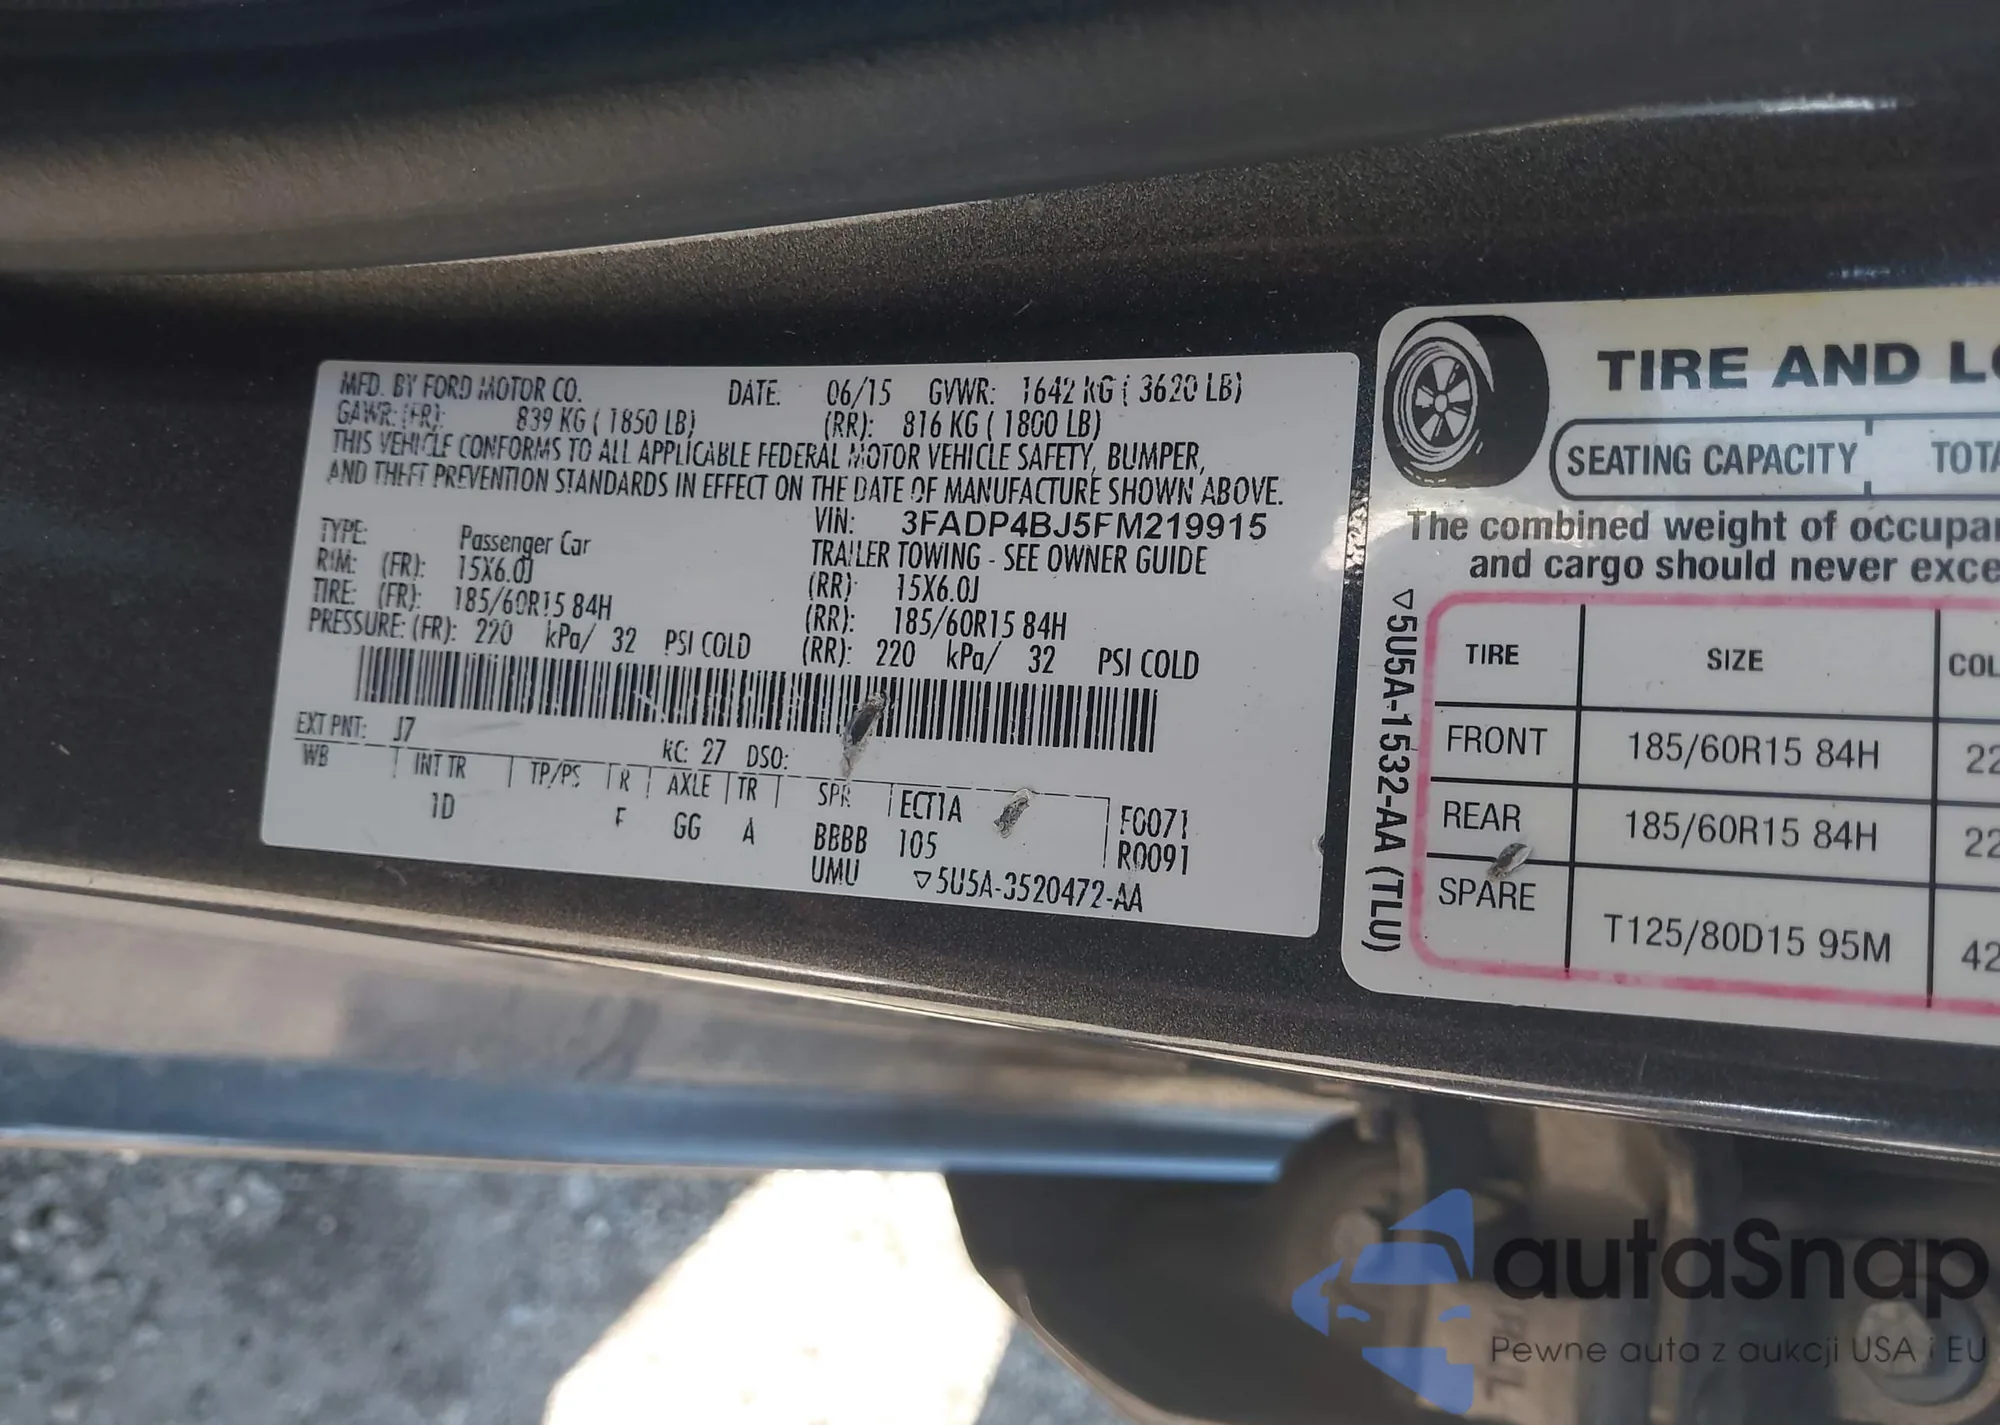 MFD. BY FORD MOTOR CO. DATE: 06/15 GVWR: 1642 KG ( 3620 LB)
GAWR: (FR): 839 KG ( 1850 LB) (RR): 816 KG ( 1800 LB)
THIS VEHICLE CONFORMS TO ALL APPLICABLE FEDERAL MOTOR VEHICLE SAFETY, BUMPER,
AND THEFT PREVENTION STANDARDS IN EFFECT ON THE DATE OF MANUFACTURE SHOWN ABOVE.
VIN: 3FADP4BJ5FM219915
TYPE: Passenger Car TRAILER TOWING - SEE OWNER GUIDE
RIM: (FR): 15X6.0J (RR): 15X6.0J
TIRE: (FR): 185/60R15 84H (RR): 185/60R15 84H
PRESSURE: (FR): 220 kPa/ 32 PSI COLD (RR): 220 kPa/ 32 PSI COLD
EXT PNT: J7 RC: 27 DSO:
WB INT TR TP/PS R AXLE TR SPR ECT1A F0071
1D F GG A BBBB 105 R0091
UMU ▽5U5A-3520472-AA
TIRE AND
SEATING CAPACITY
The combined weight of
and cargo should never
TIRE SIZE
FRONT 185/60R15 84H
REAR 185/60R15 84H
SPARE T125/80D15 95M
▽5U5A-1532-AA (TLU)
autaSnap
Pewne auta z aukcji USA i EU